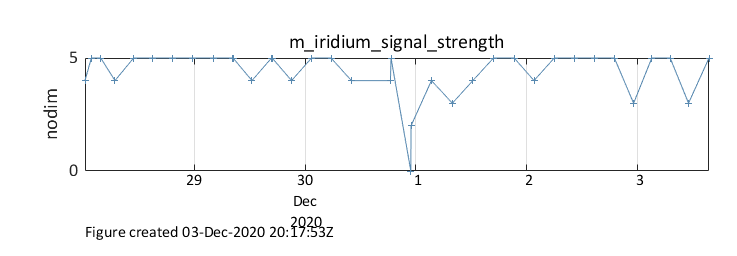 m_iridium_signal_strength
5
nodim
0
29 30 1 2 3
Dec
2020
Figure created 03-Dec-2020 20:17:53Z